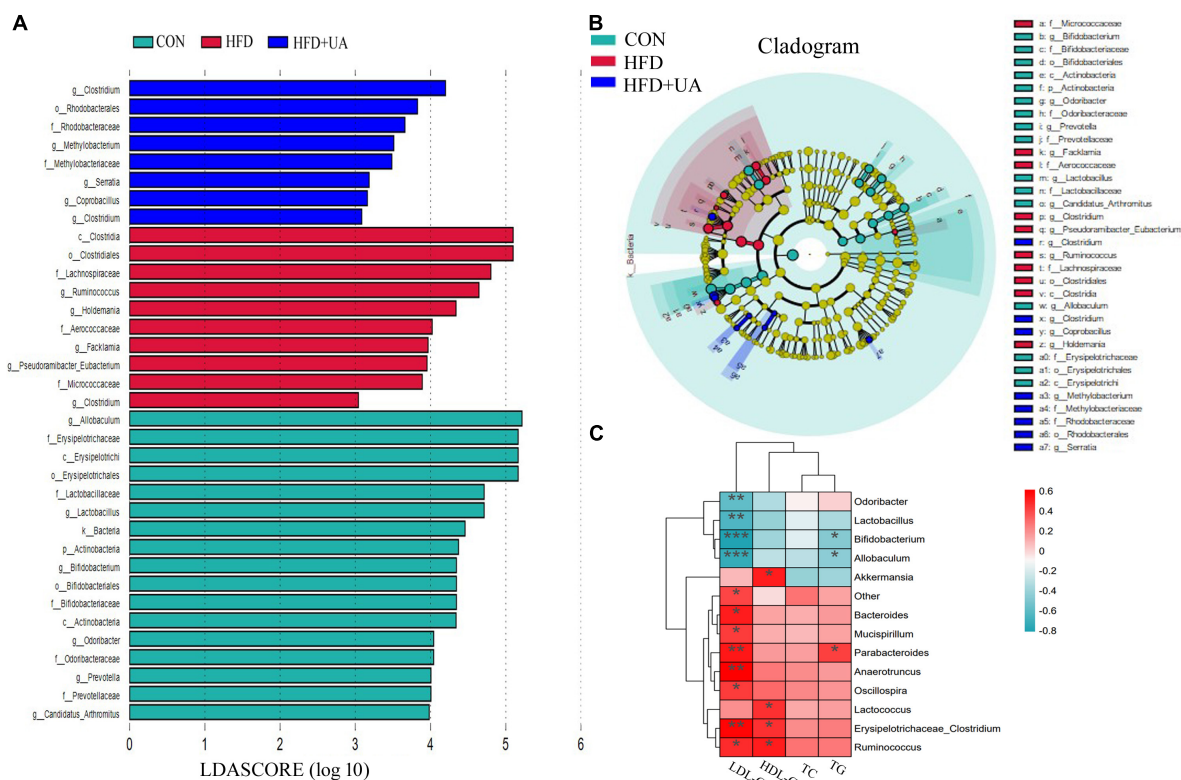 A
CON HFD HFD+UA
g__Clostridium
o__Rhodobacterales
f__Rhodobacteraceae
g__Methylobacterium
f__Methylobacteriaceae
g__Serratia
g__Coprobacillus
g__Clostridium
c__Clostridia
o__Clostridiales
f__Lachnospiraceae
g__Ruminococcus
g__Holdemania
f__Aerococcaceae
g__Facklamia
g__Pseudoramibacter_Eubacterium
f__Micrococcaceae
g__Clostridium
g__Allobaculum
f__Erysipelotrichaceae
c__Erysipelotrichi
o__Erysipelotrichales
f__Lactobacillaceae
g__Lactobacillus
k__Bacteria
p__Actinobacteria
g__Bifidobacterium
o__Bifidobacteriales
f__Bifidobacteriaceae
c__Actinobacteria
g__Odoribacter
f__Odoribacteraceae
g__Prevotella
f__Prevotellaceae
g__Candidatus_Arthromitus
0 1 2 3 4 5 6
LDASCORE (log 10)
B
CON
HFD
HFD+UA
Cladogram
k__Bacteria
a: f__Micrococcaceae
b: g__Bifidobacterium
c: f__Bifidobacteriaceae
d: o__Bifidobacteriales
e: c__Actinobacteria
f: p__Actinobacteria
g: g__Odoribacter
h: f__Odoribacteraceae
i: g__Prevotella
j: f__Prevotellaceae
k: g__Facklamia
l: f__Aerococcaceae
m: g__Lactobacillus
n: f__Lactobacillaceae
o: g__Candidatus_Arthromitus
p: g__Clostridium
q: g__Pseudoramibacter_Eubacterium
r: g__Clostridium
s: g__Ruminococcus
t: f__Lachnospiraceae
u: o__Clostridiales
v: c__Clostridia
w: g__Allobaculum
x: g__Clostridium
y: g__Coprobacillus
z: g__Holdemania
a0: f__Erysipelotrichaceae
a1: o__Erysipelotrichales
a2: c__Erysipelotrichi
a3: g__Methylobacterium
a4: f__Methylobacteriaceae
a5: f__Rhodobacteraceae
a6: o__Rhodobacterales
a7: g__Serratia
C
** Odoribacter
** Lactobacillus
*** * Bifidobacterium
*** * Allobaculum
* Akkermansia
* Other
* Bacteroides
* Mucispirillum
** * Parabacteroides
** Anaerotruncus
* Oscillospira
* Lactococcus
** * Erysipelotrichaceae_Clostridium
* * Ruminococcus
TC TG
0.6
0.4
0.2
0
-0.2
-0.4
-0.6
-0.8